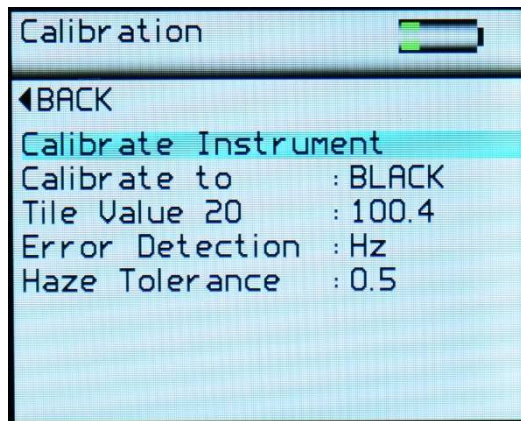 Calibration
◀BACK
Calibrate Instrument
Calibrate to : BLACK
Tile Value 20 : 100.4
Error Detection : Hz
Haze Tolerance : 0.5